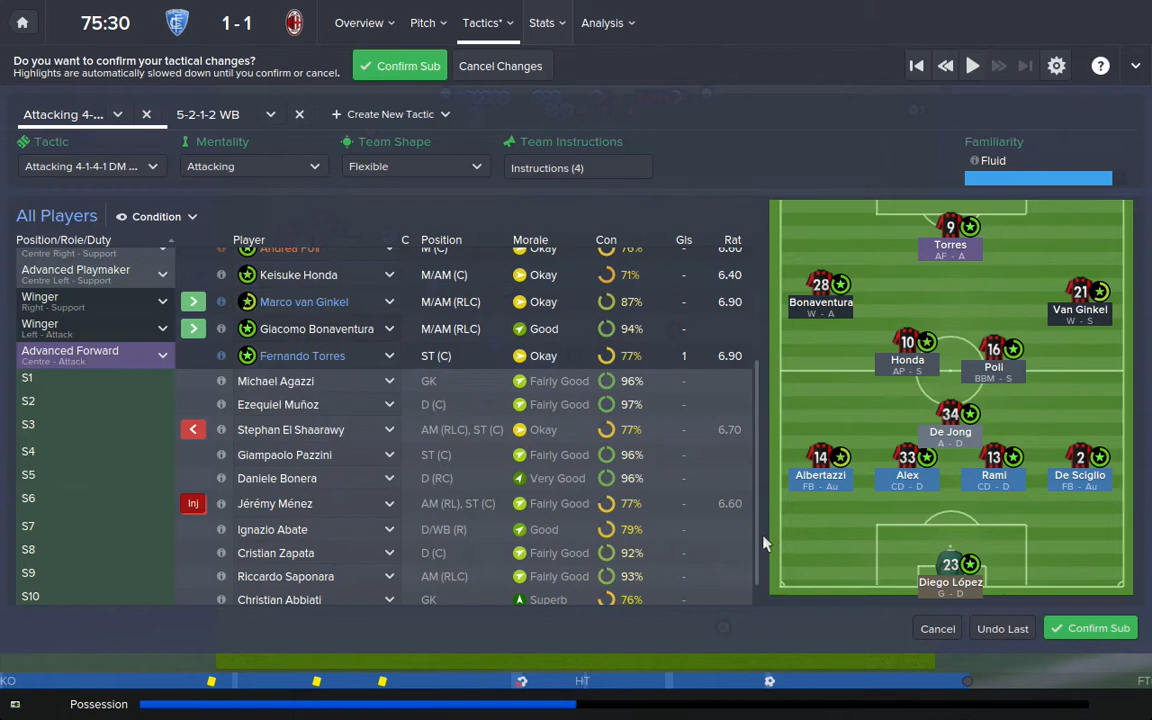 75:30 1 - 1 Overview Pitch Tactics* Stats Analysis
Do you want to confirm your tactical changes?
Highlights are automatically slowed down until you confirm or cancel.
Confirm Sub Cancel Changes ?
Attacking 4-... 5-2-1-2 WB + Create New Tactic
Tactic Mentality Team Shape Team Instructions Familiarity
Attacking 4-1-4-1 DM ... Attacking Flexible Instructions (4) Fluid
All Players Condition
Position/Role/Duty Player C Position Morale Con Gls Rat
Centre Right - Support Andrea Poli M (C) Okay 76% - 6.60
Advanced Playmaker
Centre Left - Support
Keisuke Honda M/AM (C) Okay 71% - 6.40
Winger
Right - Support
Marco van Ginkel M/AM (RLC) Okay 87% - 6.90
Winger
Left - Attack
Giacomo Bonaventura M/AM (RLC) Good 94% -
Advanced Forward
Centre - Attack
Fernando Torres ST (C) Okay 77% 1 6.90
S1 Michael Agazzi GK Fairly Good 96% -
S2 Ezequiel Muñoz D (C) Fairly Good 97% -
S3 Stephan El Shaarawy AM (RLC), ST (C) Okay 77% - 6.70
S4 Giampaolo Pazzini ST (C) Fairly Good 96% -
S5 Daniele Bonera D (RC) Very Good 96% -
S6 Inj Jérémy Ménez AM (RL), ST (C) Fairly Good 77% - 6.60
S7 Ignazio Abate D/WB (R) Good 79% -
S8 Cristian Zapata D (C) Fairly Good 92% -
S9 Riccardo Saponara AM (RLC) Fairly Good 93% -
S10 Christian Abbiati GK Superb 76% -
9
Torres
AF - A
28
Bonaventura
W - A
21
Van Ginkel
W - S
10
Honda
AP - S
16
Poli
BBM - S
34
De Jong
A - D
14
Albertazzi
FB - Au
33
Alex
CD - D
13
Rami
CD - D
2
De Sciglio
FB - Au
23
Diego López
G - D
Cancel Undo Last Confirm Sub
KO HT FT
Possession